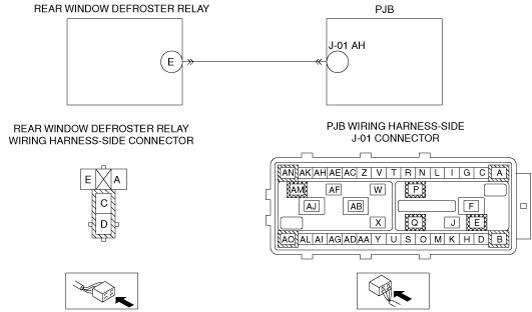 REAR WINDOW DEFROSTER RELAY
PJB
J-01 AH
E
REAR WINDOW DEFROSTER RELAY
WIRING HARNESS-SIDE CONNECTOR
PJB WIRING HARNESS-SIDE
J-01 CONNECTOR
E A
C
D
AN AK AH AE AC Z V T R N L I G C A
AM AF W P
AJ AB F
X Q J E
AO AL AI AG AD AA Y U S O M K H D B